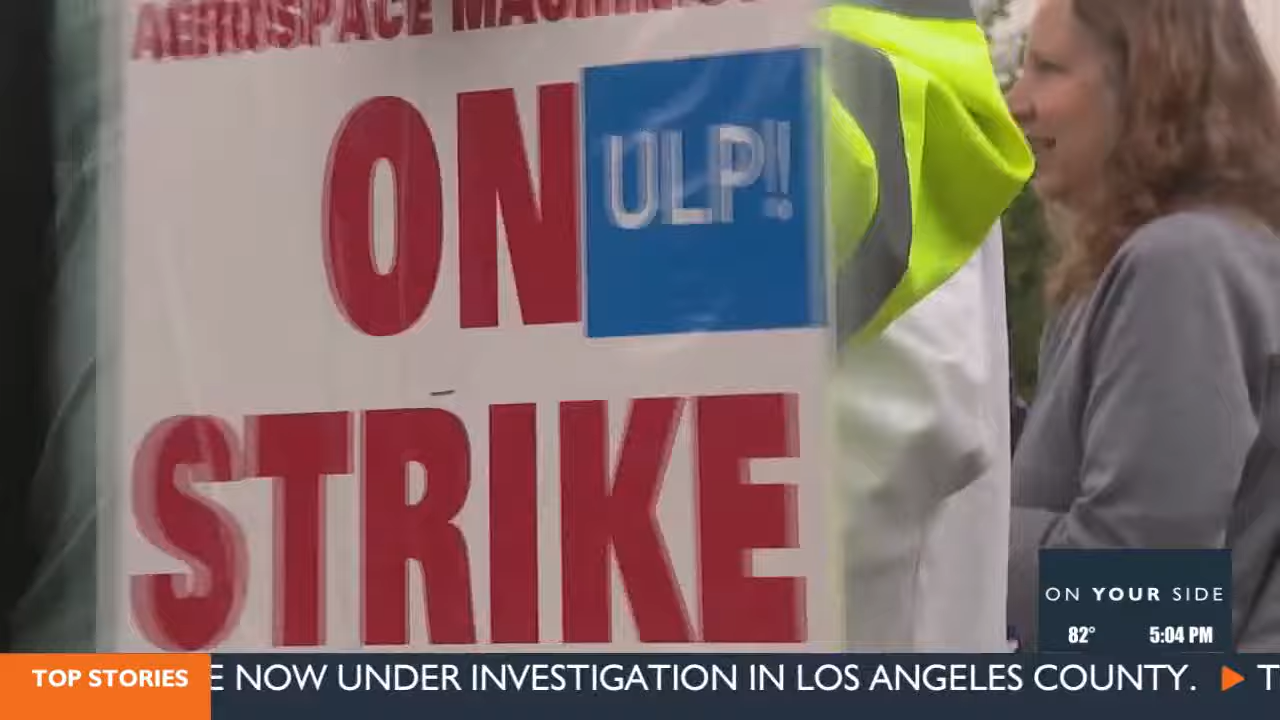 AEROSPACE
ON
ULP!!
STRIKE
ON YOUR SIDE
82° 5:04 PM
TOP STORIES
E NOW UNDER INVESTIGATION IN LOS ANGELES COUNTY. T